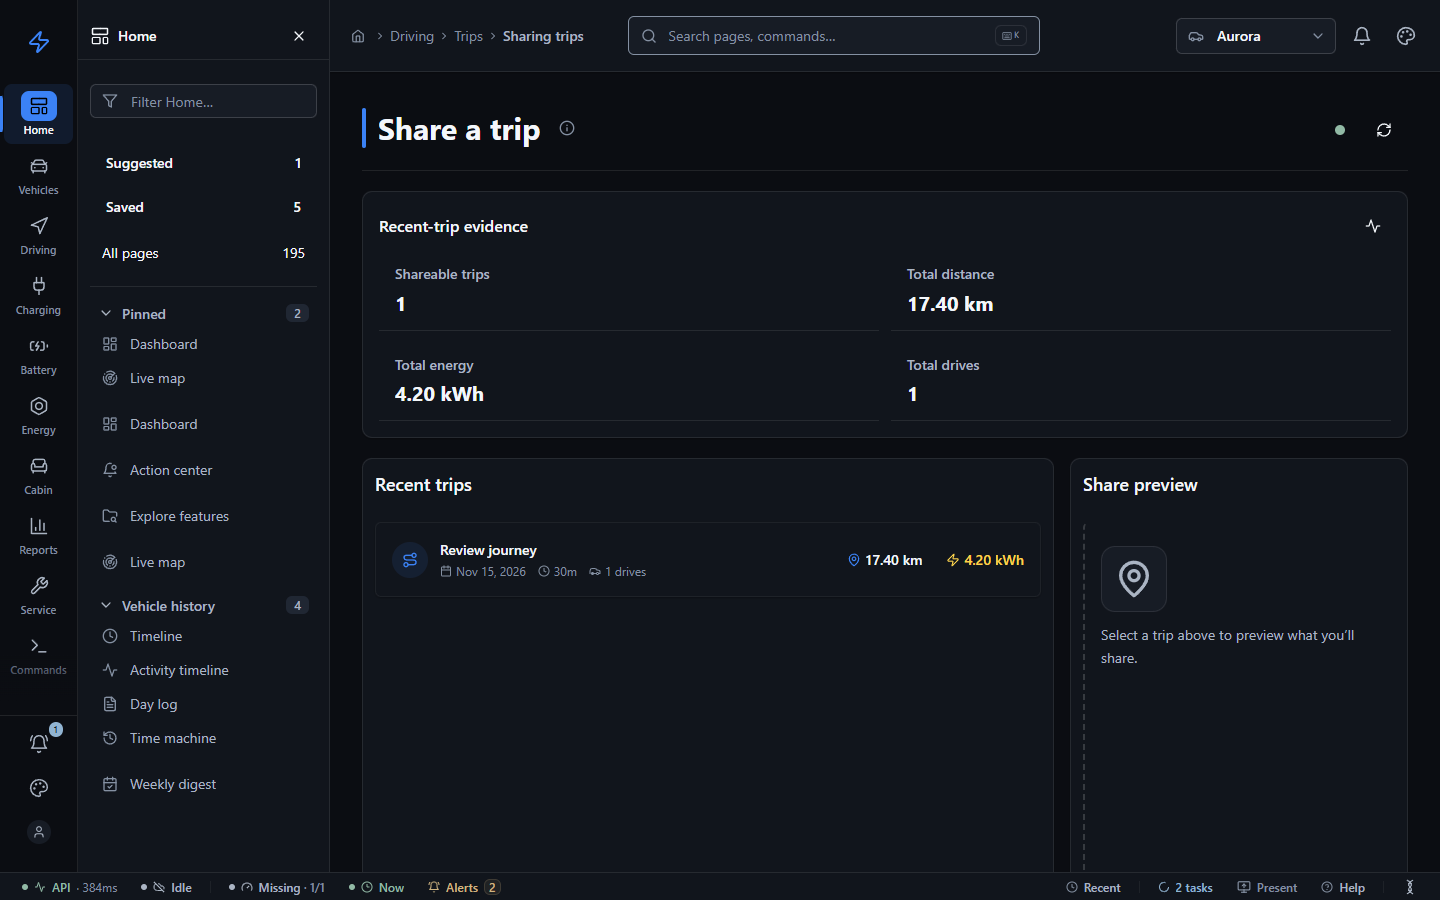 Home
Vehicles
Driving
Charging
Battery
Energy
Cabin
Reports
Service
Commands
1
Home
Filter Home...
Suggested 1
Saved 5
All pages 195
Pinned 2
Dashboard
Live map
Dashboard
Action center
Explore features
Live map
Vehicle history 4
Timeline
Activity timeline
Day log
Time machine
Weekly digest
Driving > Trips > Sharing trips
Search pages, commands... K
Aurora
Share a trip
Recent-trip evidence
Shareable trips
1
Total distance
17.40 km
Total energy
4.20 kWh
Total drives
1
Recent trips
Review journey
Nov 15, 2026 30m 1 drives
17.40 km 4.20 kWh
Share preview
Select a trip above to preview what you'll
share.
API · 384ms Idle Missing · 1/1 Now Alerts 2 Recent 2 tasks Present Help